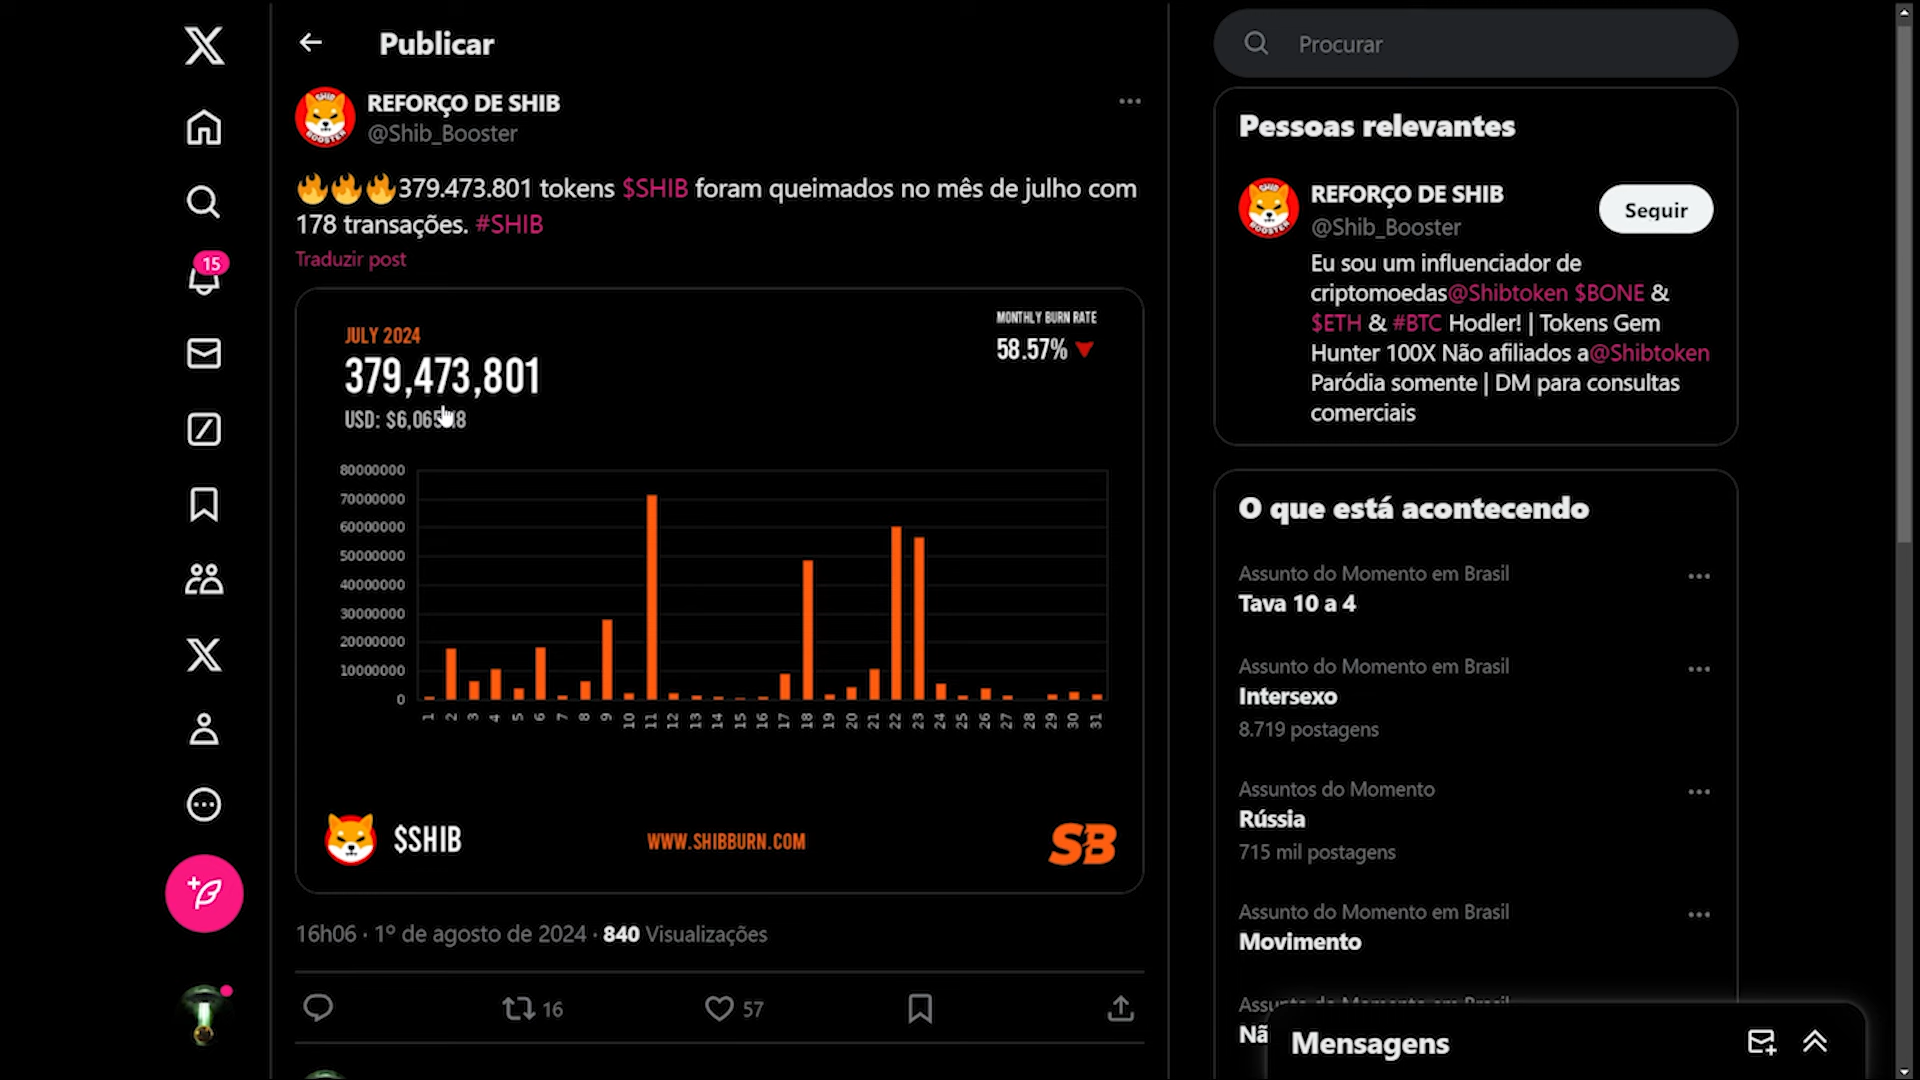 Publicar
REFORÇO DE SHIB
@Shib_Booster
379.473.801 tokens $SHIB foram queimados no mês de julho com
178 transações. #SHIB
Traduzir post
JULY 2024
379,473,801
USD: $6,06
MONTHLY BURN RATE
58.57%
80000000
70000000
60000000
50000000
40000000
30000000
20000000
10000000
0
1 2 3 4 5 6 7 8 9 10 11 12 13 14 15 16 17 18 19 20 21 22 23 24 25 26 27 28 29 30 31
$SHIB
WWW.SHIBBURN.COM
SB
16h06 · 1º de agosto de 2024 · 840 Visualizações
16
57
15
Procurar
Pessoas relevantes
REFORÇO DE SHIB
@Shib_Booster
Seguir
Eu sou um influenciador de
criptomoedas@Shibtoken $BONE &
$ETH & #BTC Hodler! | Tokens Gem
Hunter 100X Não afiliados a@Shibtoken
Paródia somente | DM para consultas
comerciais
O que está acontecendo
Assunto do Momento em Brasil
Tava 10 a 4
Assunto do Momento em Brasil
Intersexo
8.719 postagens
Assuntos do Momento
Rússia
715 mil postagens
Assunto do Momento em Brasil
Movimento
Mensagens